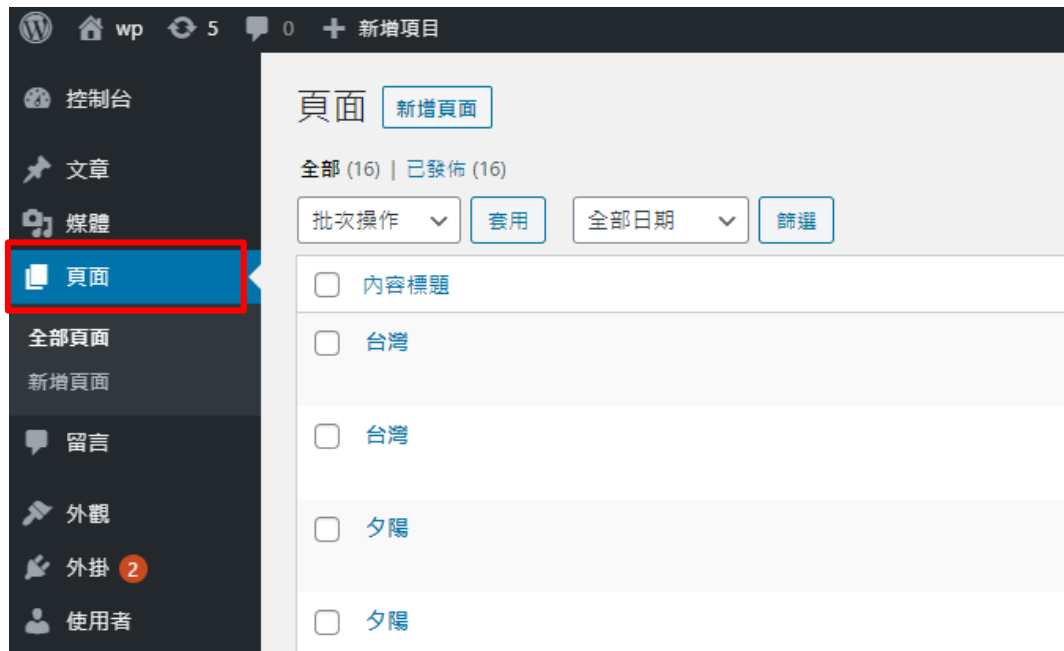 wp 5 0 新增項目
控制台
文章
媒體
頁面
全部頁面
新增頁面
留言
外觀
外掛 2
使用者
頁面 新增頁面
全部 (16) | 已發佈 (16)
批次操作 套用 全部日期 篩選
內容標題
台灣
台灣
夕陽
夕陽